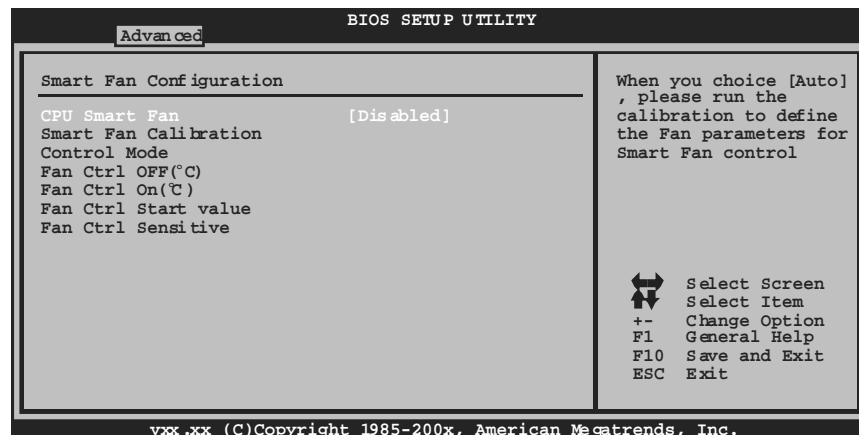 BIOS SETUP UTILITY
Advanced
Smart Fan Configuration
CPU Smart Fan [Disabled]
Smart Fan Calibration
Control Mode
Fan Ctrl OFF(°C)
Fan Ctrl On(°C)
Fan Ctrl Start value
Fan Ctrl Sensitive
When you choice [Auto]
, please run the
calibration to define
the Fan parameters for
Smart Fan control
Select Screen
Select Item
+- Change Option
F1 General Help
F10 Save and Exit
ESC Exit
vxx.xx (C)Copyright 1985-200x, American Megatrends, Inc.